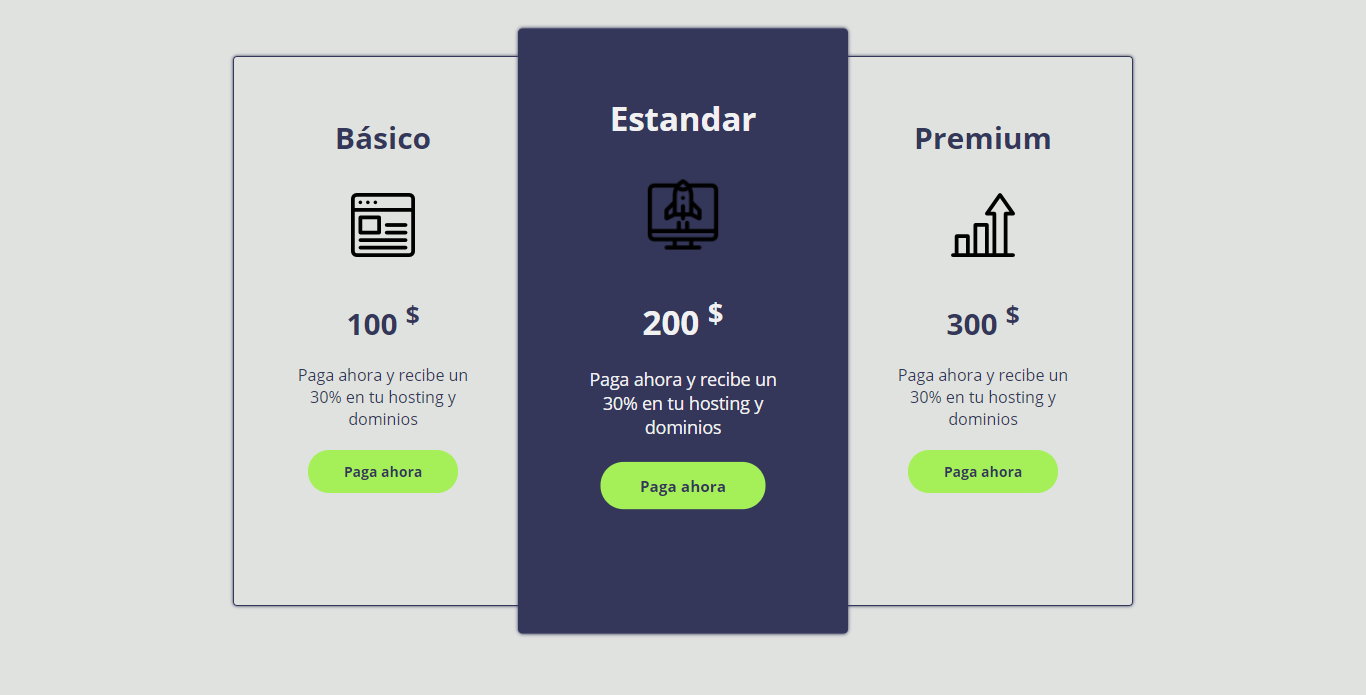 Básico
100 $
Paga ahora y recibe un
30% en tu hosting y
dominios
Paga ahora
Estandar
200 $
Paga ahora y recibe un
30% en tu hosting y
dominios
Paga ahora
Premium
300 $
Paga ahora y recibe un
30% en tu hosting y
dominios
Paga ahora